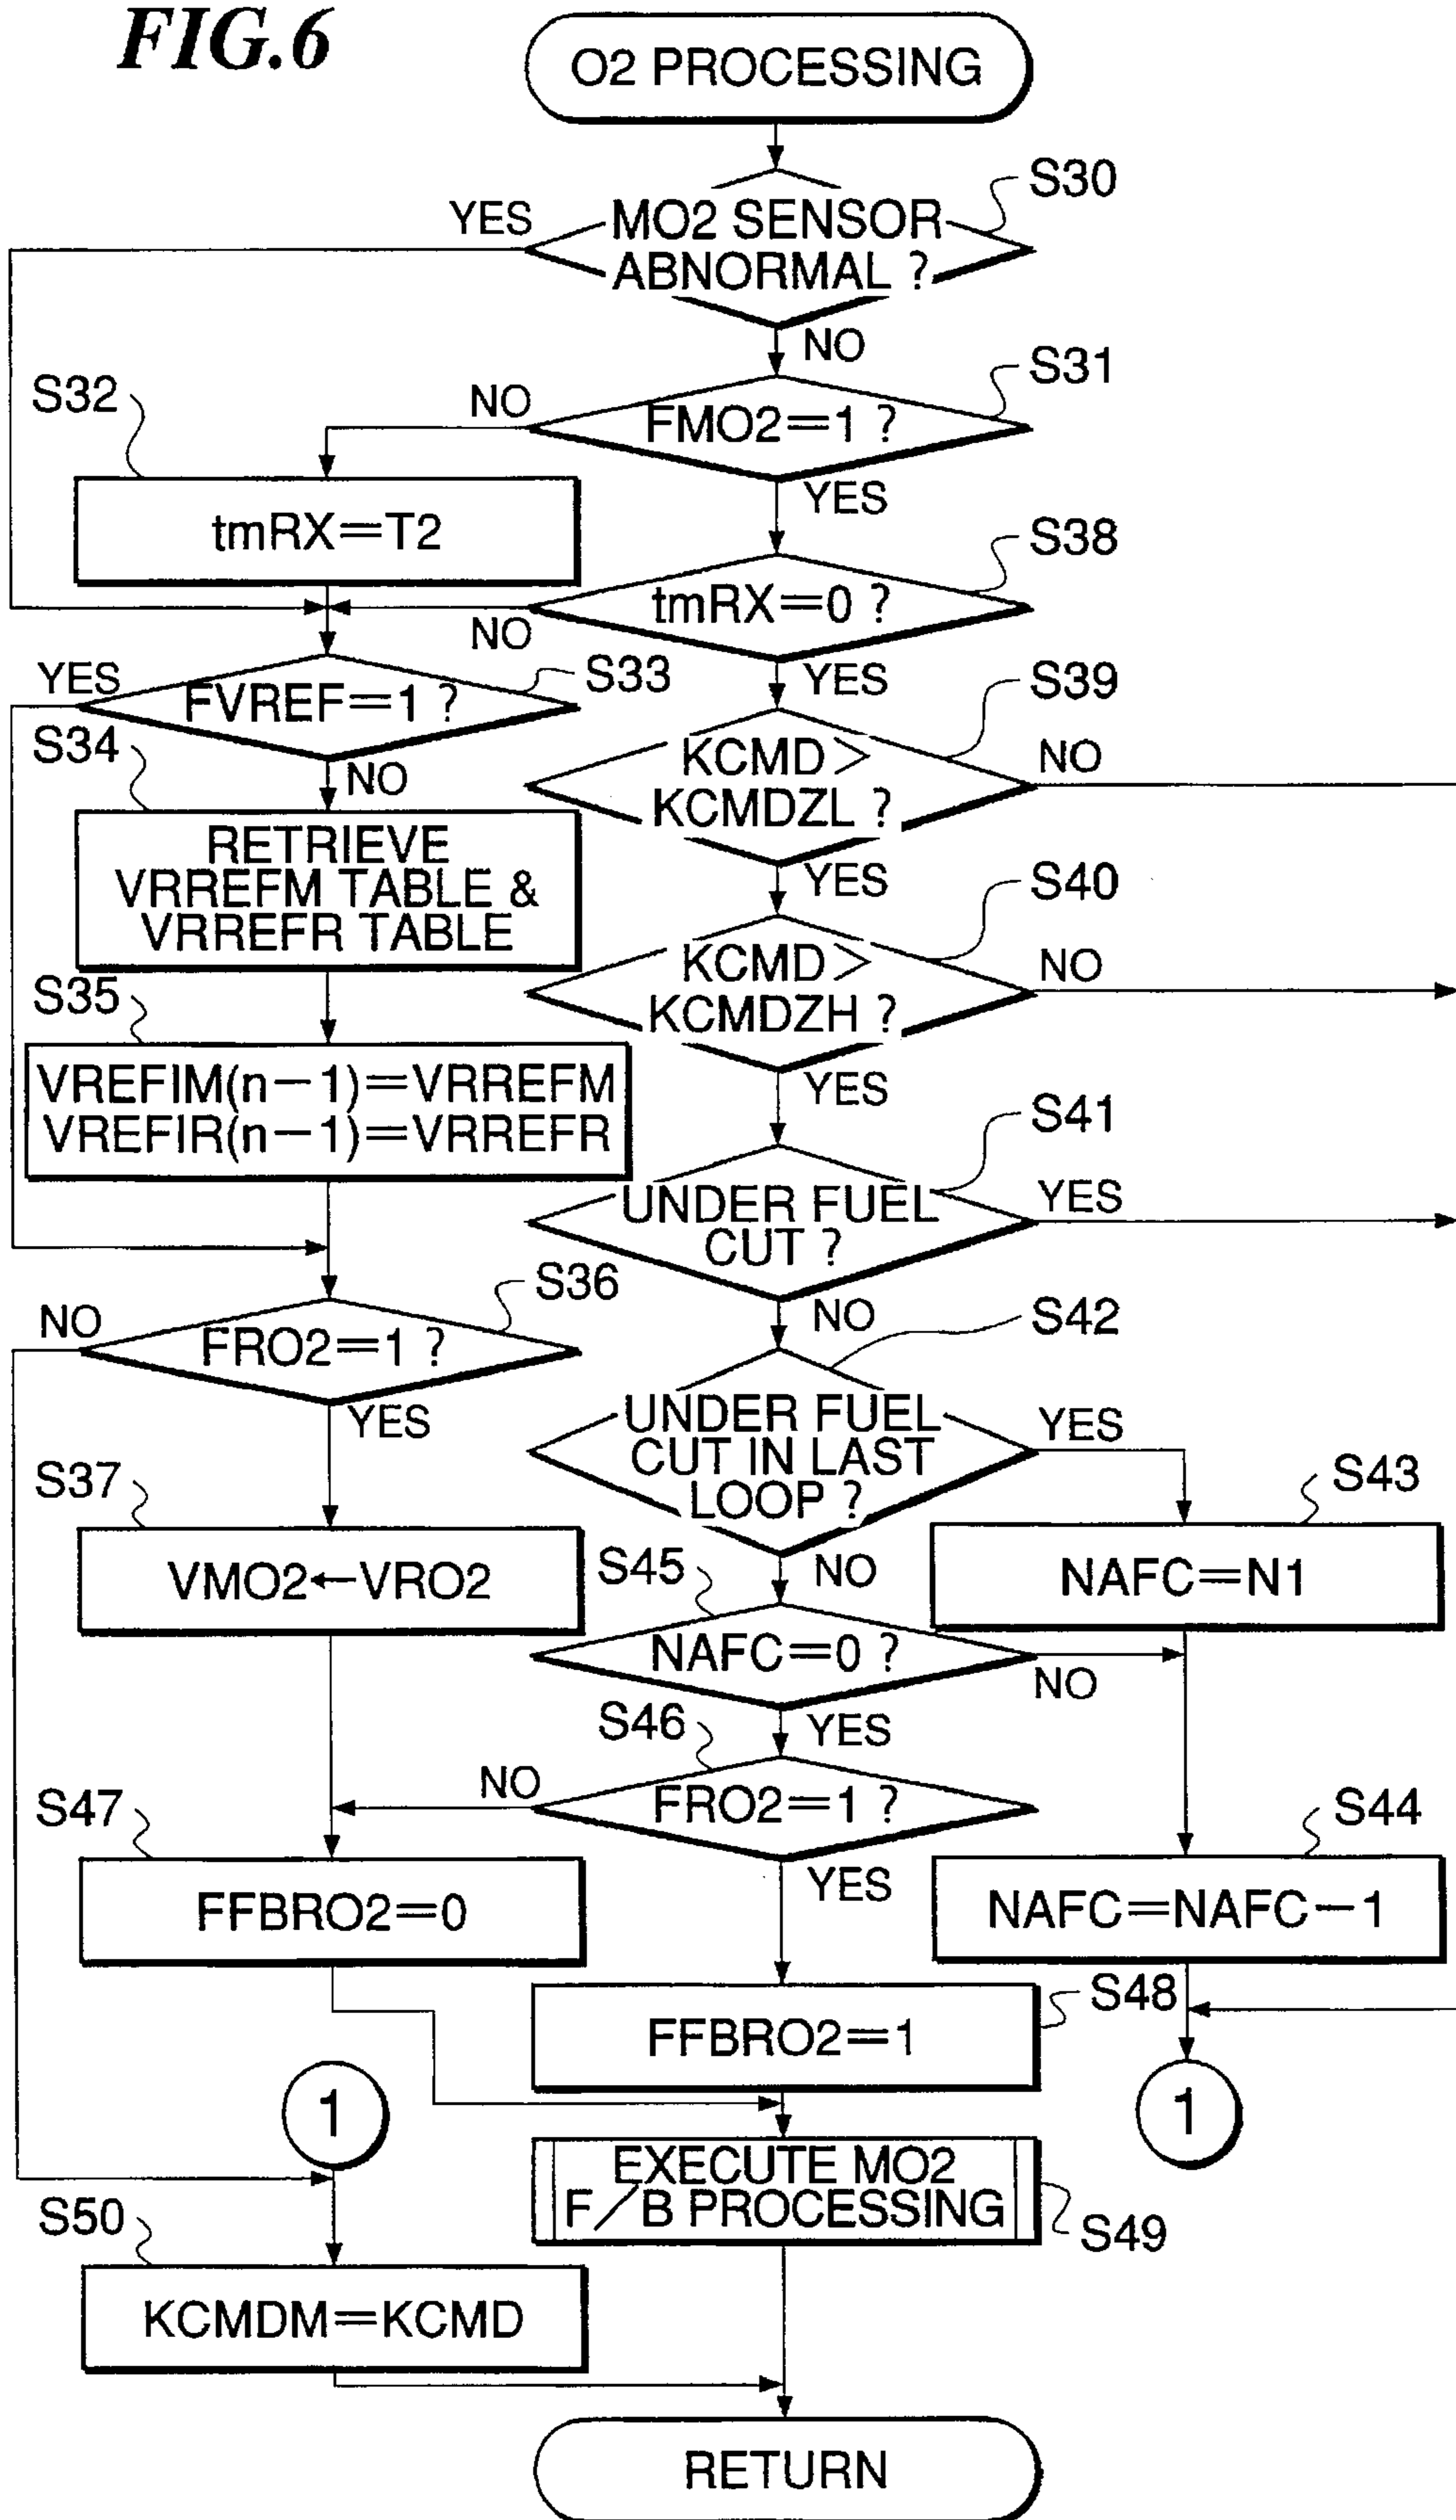 FIG.6
O2 PROCESSING
S30
YES
MO2 SENSOR
ABNORMAL ?
NO
S31
S32
NO
FMO2=1 ?
YES
tmRX=T2
S38
tmRX=0 ?
NO
YES
S33
YES
FVREF=1 ?
S39
S34
NO
KCMD>
KCMDZL ?
NO
RETRIEVE
VRREFM TABLE &
VRREFR TABLE
YES
S40
KCMD>
KCMDZH ?
NO
S35
VREFIM(n-1)=VRREFM
VREFIR(n-1)=VRREFR
YES
S41
UNDER FUEL
CUT ?
YES
S36
NO
FRO2=1 ?
NO
S42
YES
UNDER FUEL
CUT IN LAST
LOOP ?
YES
S37
S43
VMO2←VRO2
S45
NO
NAFC=N1
NAFC=0 ?
NO
S46
YES
NO
FRO2=1 ?
S47
S44
YES
FFBRO2=0
NAFC=NAFC-1
S48
FFBRO2=1
1
1
EXECUTE MO2
F/B PROCESSING
S49
S50
KCMDM=KCMD
RETURN